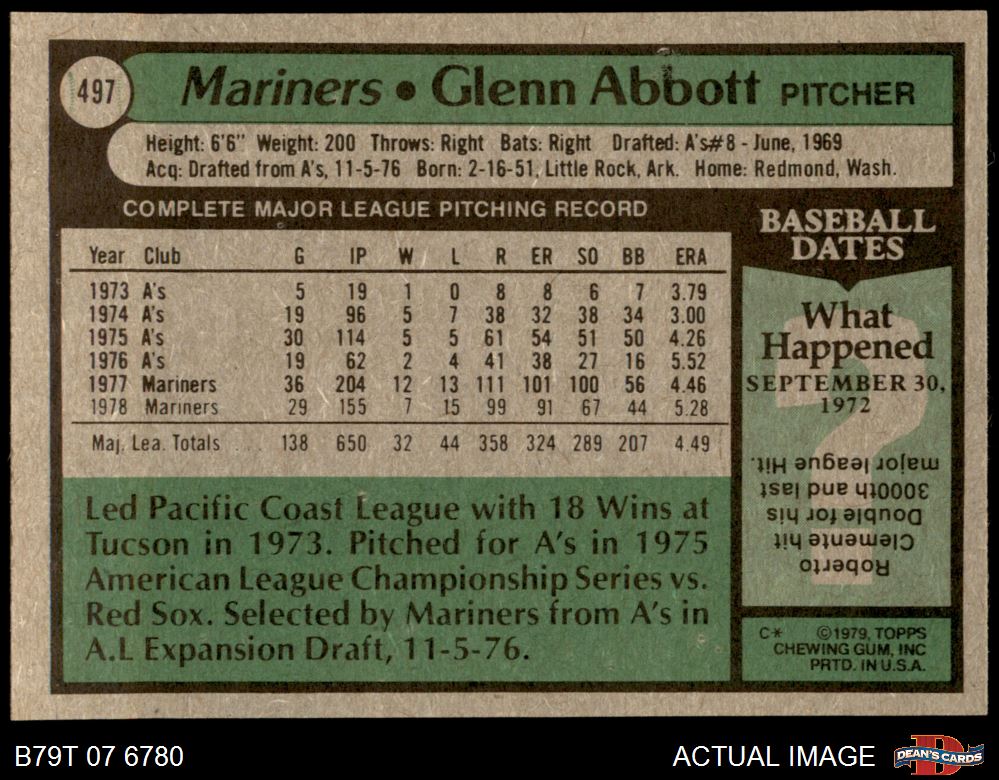 497
Mariners • Glenn Abbott PITCHER
Height: 6'6" Weight: 200 Throws: Right Bats: Right Drafted: A's#8 - June, 1969
Acq: Drafted from A's, 11-5-76 Born: 2-16-51, Little Rock, Ark. Home: Redmond, Wash.
COMPLETE MAJOR LEAGUE PITCHING RECORD
Year Club G IP W L R ER SO BB ERA
1973 A's 5 19 1 0 8 8 6 7 3.79
1974 A's 19 96 5 7 38 32 38 34 3.00
1975 A's 30 114 5 5 61 54 51 50 4.26
1976 A's 19 62 2 4 41 38 27 16 5.52
1977 Mariners 36 204 12 13 111 101 100 56 4.46
1978 Mariners 29 155 7 15 99 91 67 44 5.28
Maj. Lea. Totals ... 138 650 32 44 358 324 289 207 4.49
Led Pacific Coast League with 18 Wins at
Tucson in 1973. Pitched for A's in 1975
American League Championship Series vs.
Red Sox. Selected by Mariners from A's in
A.L Expansion Draft, 11-5-76.
BASEBALL
DATES
What
Happened
SEPTEMBER 30,
1972
Roberto
Clemente hit
Double for his
3000th and last
major league Hit.
C* ©1979, TOPPS
CHEWING GUM, INC
PRTD. IN U.S.A.
B79T 07 6780
ACTUAL IMAGE
DEAN'S CARDS